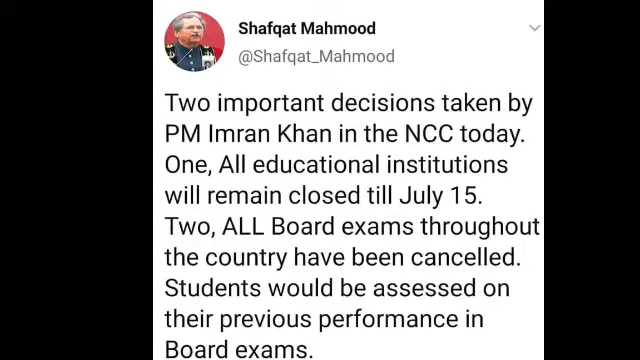 Shafqat Mahmood
@Shafqat_Mahmood
Two important decisions taken by
PM Imran Khan in the NCC today.
One, All educational institutions
will remain closed till July 15.
Two, ALL Board exams throughout
the country have been cancelled.
Students would be assessed on
their previous performance in
Board exams.